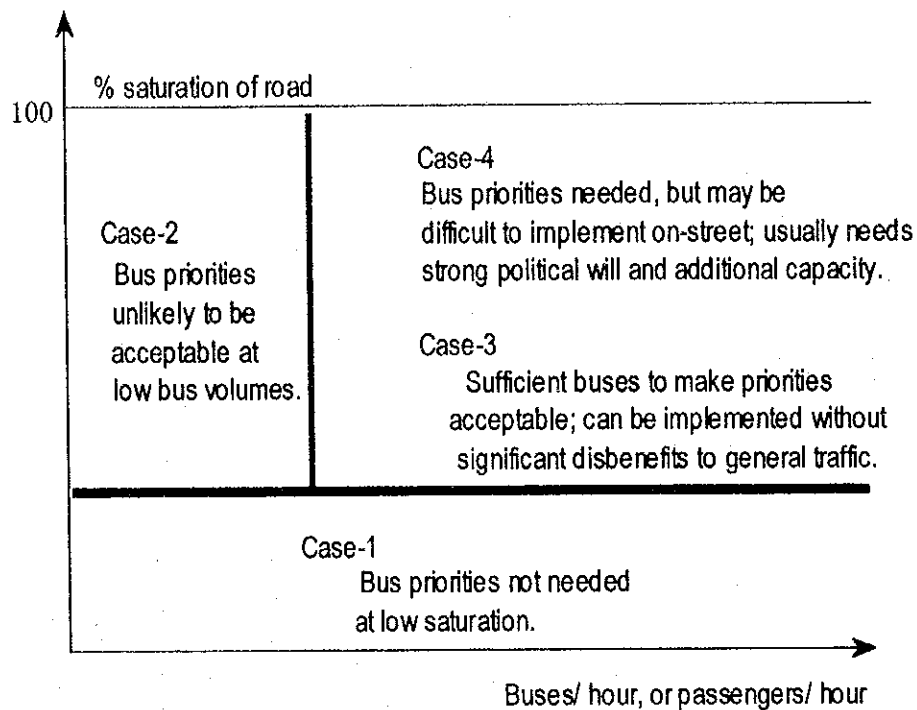 % saturation of road
100
Case-4
Bus priorities needed, but may be
difficult to implement on-street; usually needs
strong political will and additional capacity.
Case-2
Bus priorities
unlikely to be
acceptable at
low bus volumes.
Case-3
Sufficient buses to make priorities
acceptable; can be implemented without
significant disbenefits to general traffic.
Case-1
Bus priorities not needed
at low saturation.
Buses/ hour, or passengers/ hour